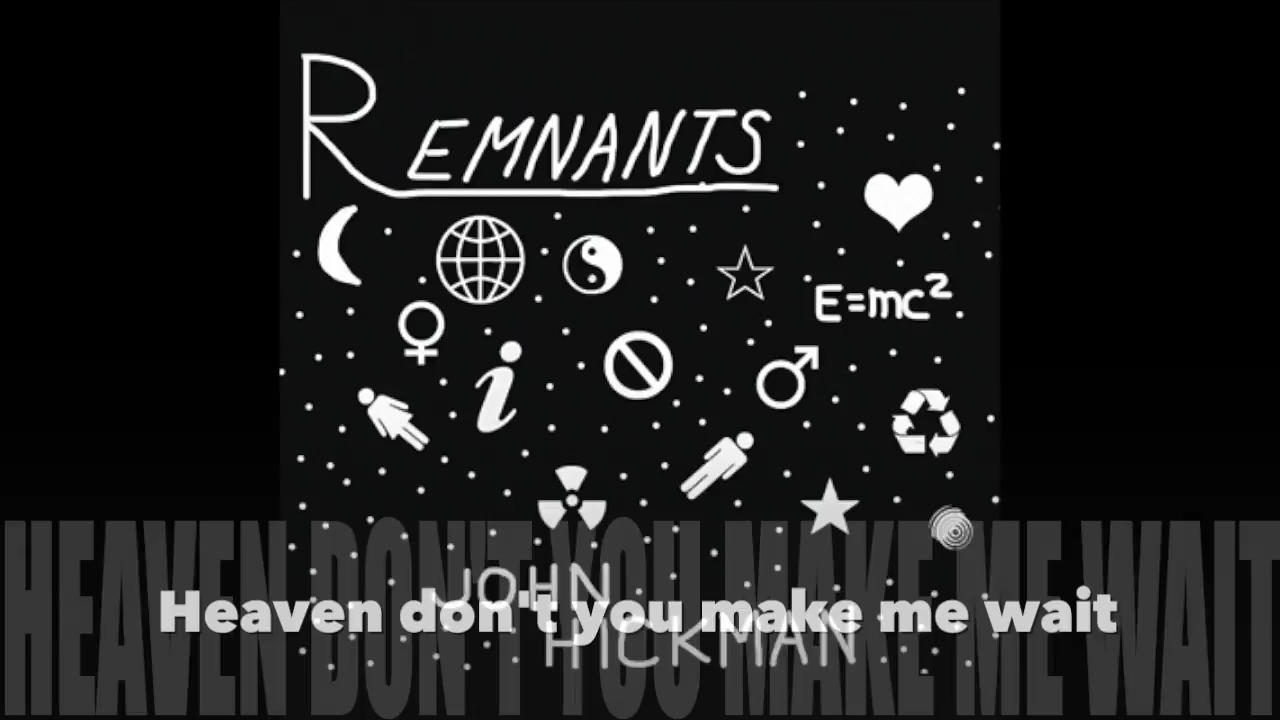 REMNANTS
E=mc²
i
HEAVEN DON'T YOU MAKE ME WAIT
JOHN
Heaven don't you make me wait
HICKMAN